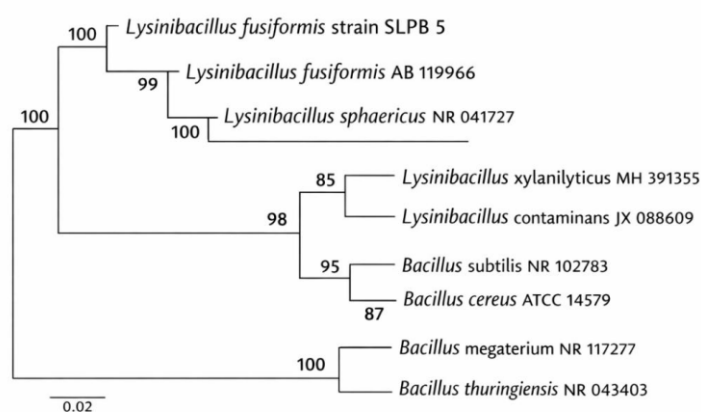 Lysinibacillus fusiformis strain SLPB 5
100
Lysinibacillus fusiformis AB 119966
99
Lysinibacillus sphaericus NR 041727
100
100
Lysinibacillus xylanilyticus MH 391355
85
Lysinibacillus contaminans JX 088609
98
Bacillus subtilis NR 102783
95
Bacillus cereus ATCC 14579
87
Bacillus megaterium NR 117277
100
Bacillus thuringiensis NR 043403
0.02